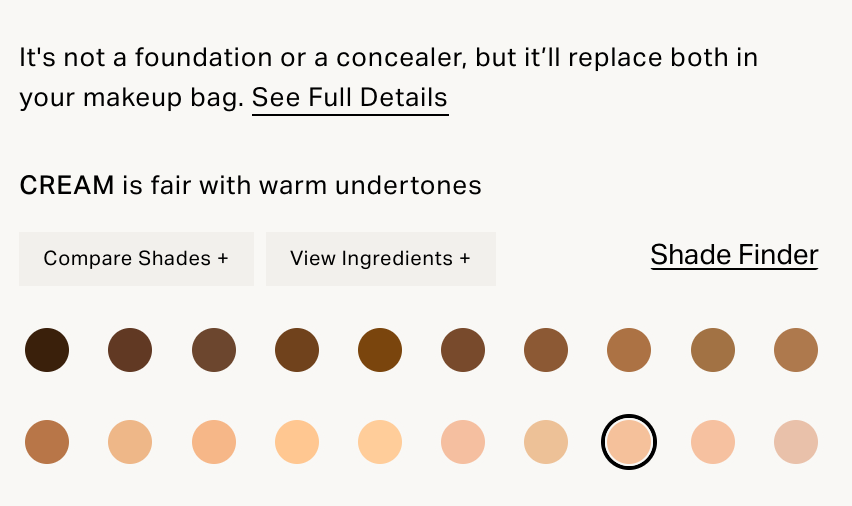 It's not a foundation or a concealer, but it’ll replace both in
your makeup bag. See Full Details
CREAM is fair with warm undertones
Compare Shades +
View Ingredients +
Shade Finder